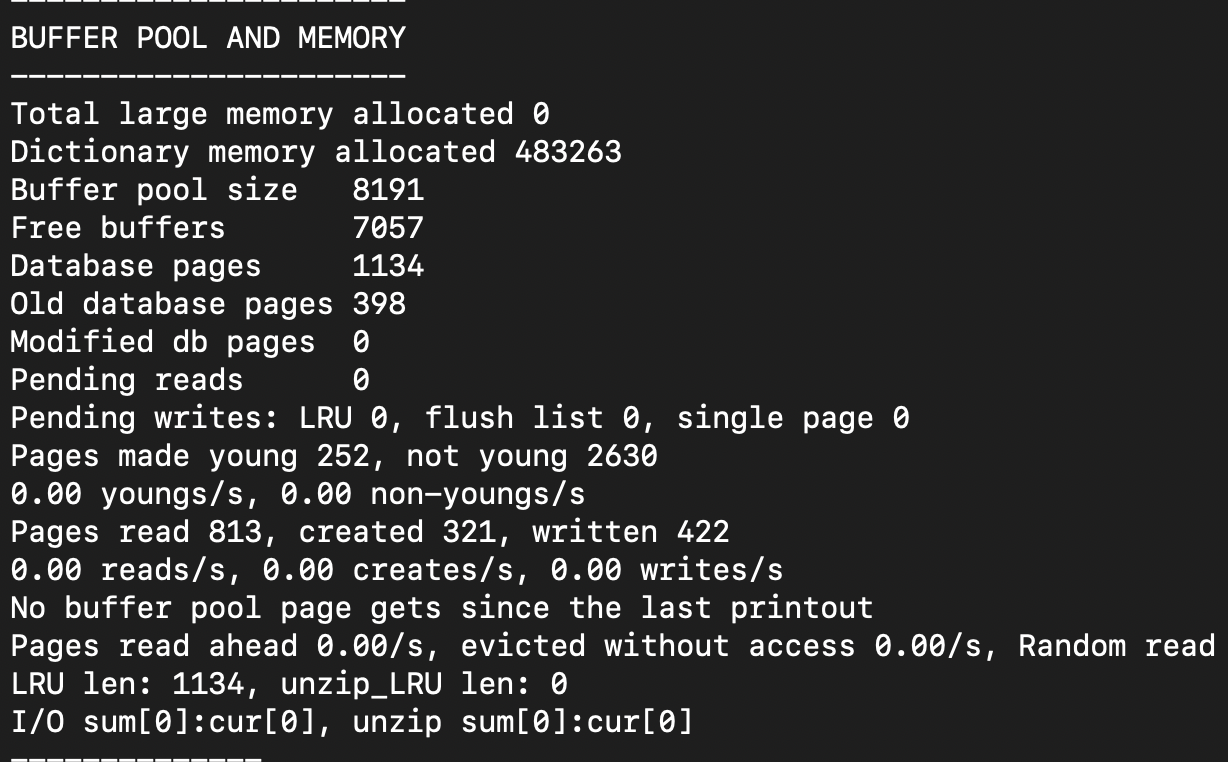 ----------------------
BUFFER POOL AND MEMORY
----------------------
Total large memory allocated 0
Dictionary memory allocated 483263
Buffer pool size   8191
Free buffers       7057
Database pages     1134
Old database pages 398
Modified db pages  0
Pending reads      0
Pending writes: LRU 0, flush list 0, single page 0
Pages made young 252, not young 2630
0.00 youngs/s, 0.00 non-youngs/s
Pages read 813, created 321, written 422
0.00 reads/s, 0.00 creates/s, 0.00 writes/s
No buffer pool page gets since the last printout
Pages read ahead 0.00/s, evicted without access 0.00/s, Random read
LRU len: 1134, unzip_LRU len: 0
I/O sum[0]:cur[0], unzip sum[0]:cur[0]
--------------